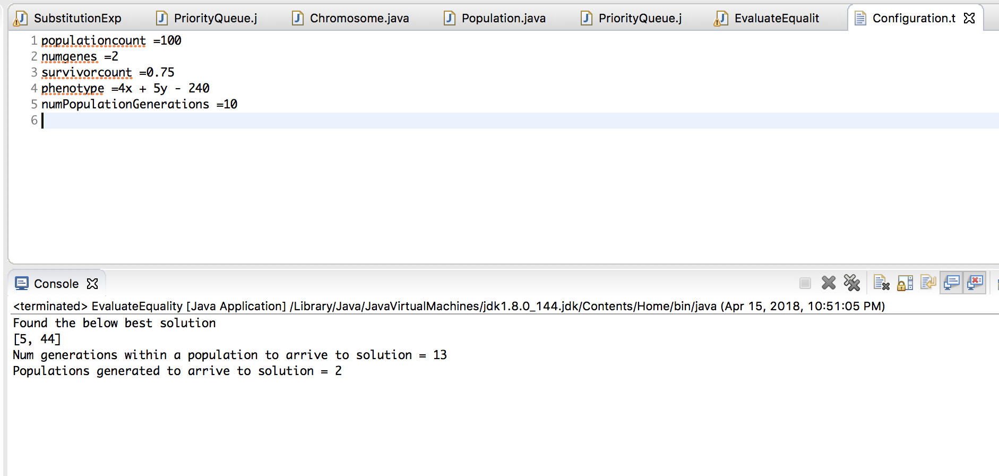 SubstitutionExp PriorityQueue.j Chromosome.java Population.java PriorityQueue.j EvaluateEqualit Configuration.t
1 populationcount =100
2 numgenes =2
3 survivorcount =0.75
4 phenotype =4x + 5y - 240
5 numPopulationGenerations =10
6
Console
<terminated> EvaluateEquality [Java Application] /Library/Java/JavaVirtualMachines/jdk1.8.0_144.jdk/Contents/Home/bin/java (Apr 15, 2018, 10:51:05 PM)
Found the below best solution
[5, 44]
Num generations within a population to arrive to solution = 13
Populations generated to arrive to solution = 2